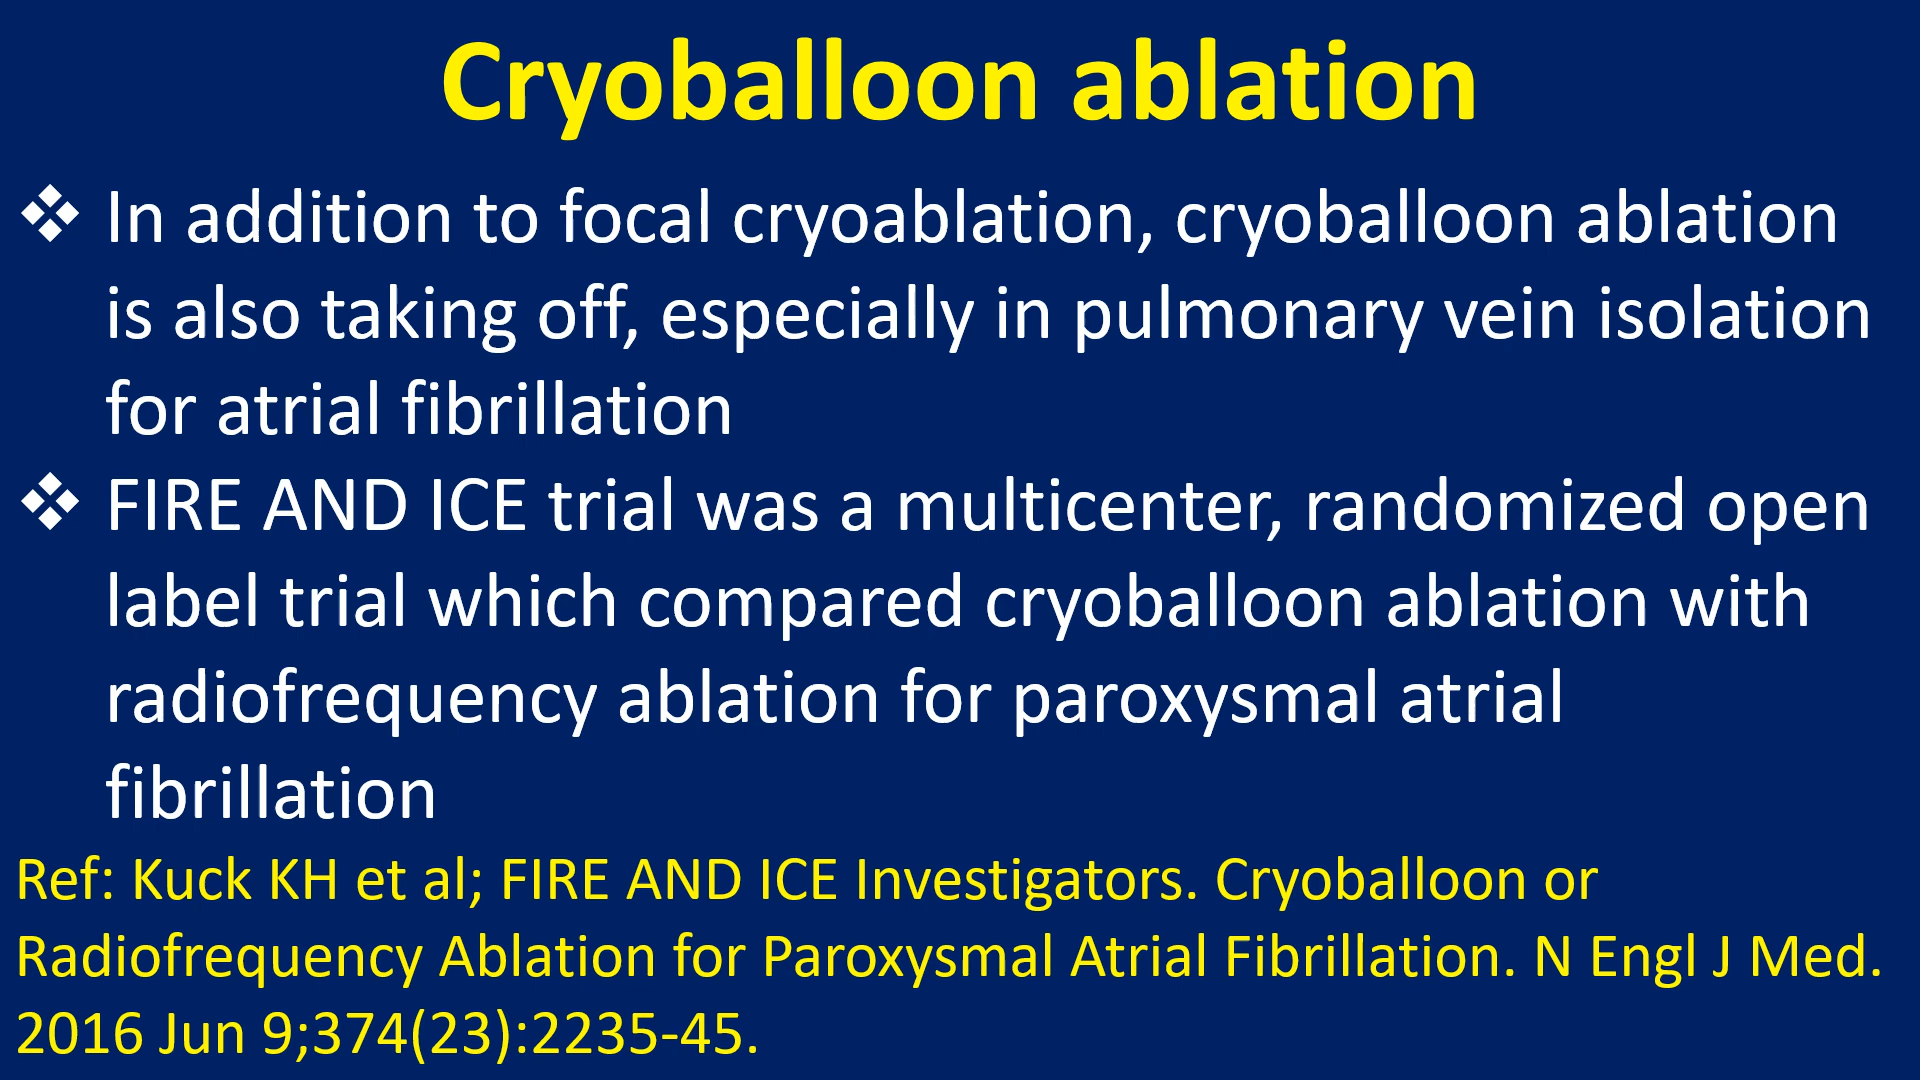 Cryoballoon ablation
❖ In addition to focal cryoablation, cryoballoon ablation
is also taking off, especially in pulmonary vein isolation
for atrial fibrillation
❖ FIRE AND ICE trial was a multicenter, randomized open
label trial which compared cryoballoon ablation with
radiofrequency ablation for paroxysmal atrial
fibrillation
Ref: Kuck KH et al; FIRE AND ICE Investigators. Cryoballoon or
Radiofrequency Ablation for Paroxysmal Atrial Fibrillation. N Engl J Med.
2016 Jun 9;374(23):2235-45.